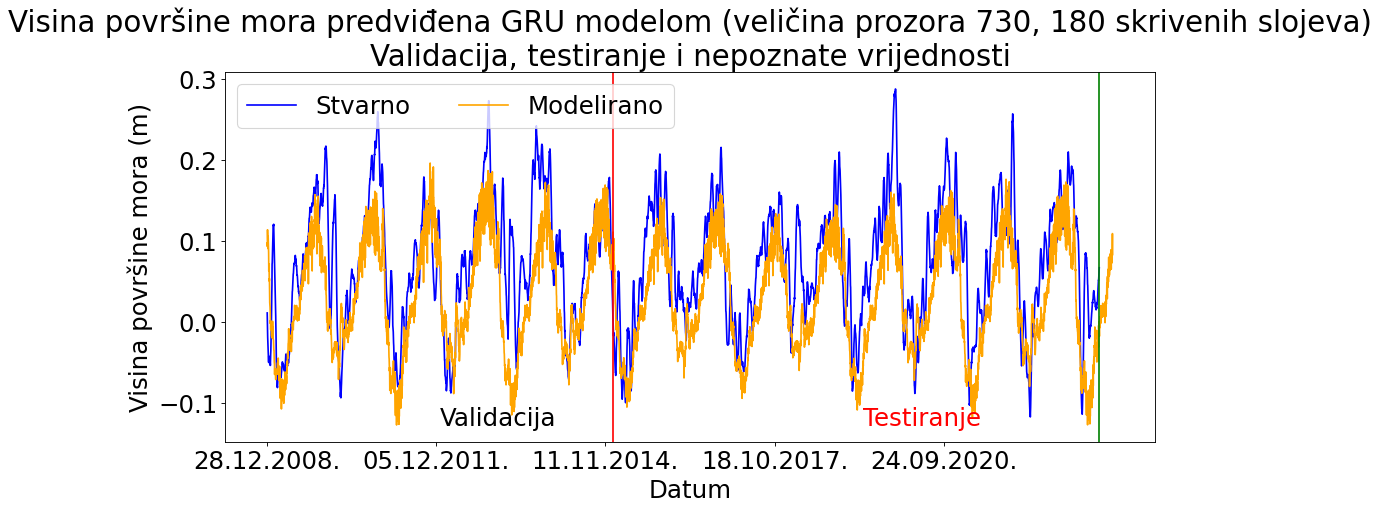 Visina površine mora predviđena GRU modelom (veličina prozora 730, 180 skrivenih slojeva)
Validacija, testiranje i nepoznate vrijednosti
Visina površine mora (m)
0.3
0.2
0.1
0.0
−0.1
Stvarno
Modelirano
Validacija
Testiranje
28.12.2008.
05.12.2011.
11.11.2014.
18.10.2017.
24.09.2020.
Datum